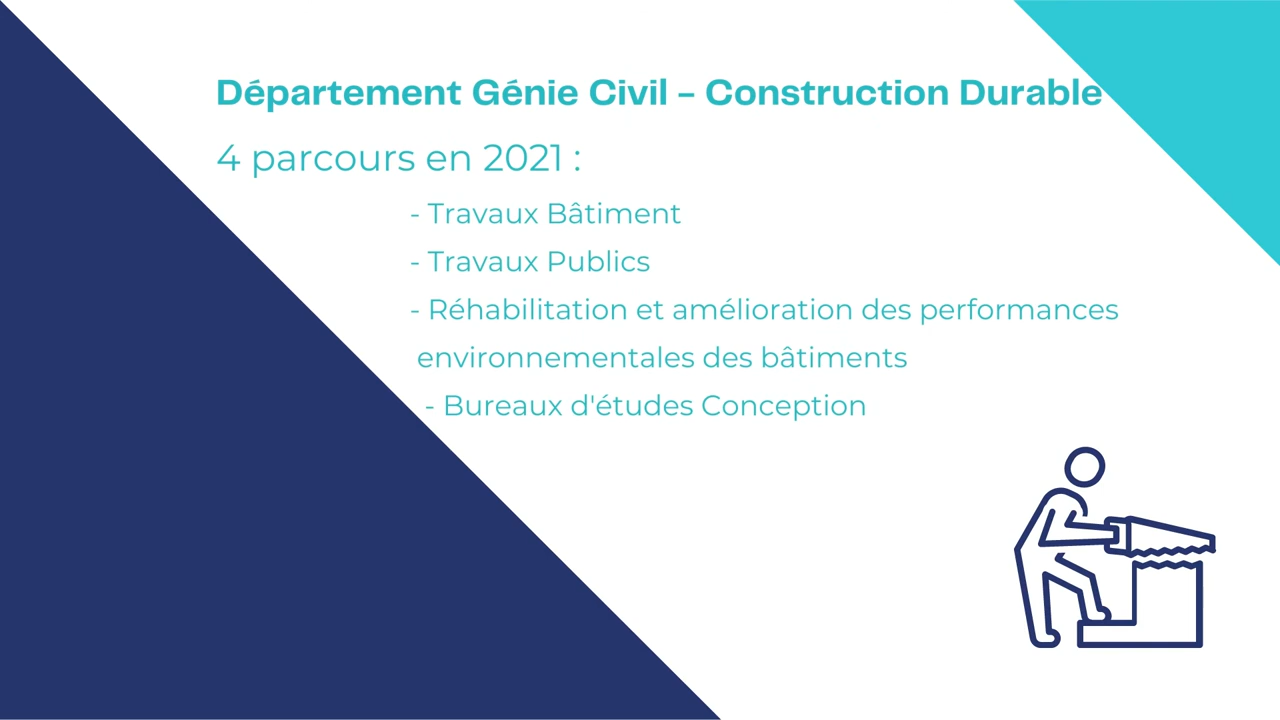 Département Génie Civil - Construction Durable
4 parcours en 2021 :
- Travaux Bâtiment
- Travaux Publics
- Réhabilitation et amélioration des performances
environnementales des bâtiments
- Bureaux d'études Conception